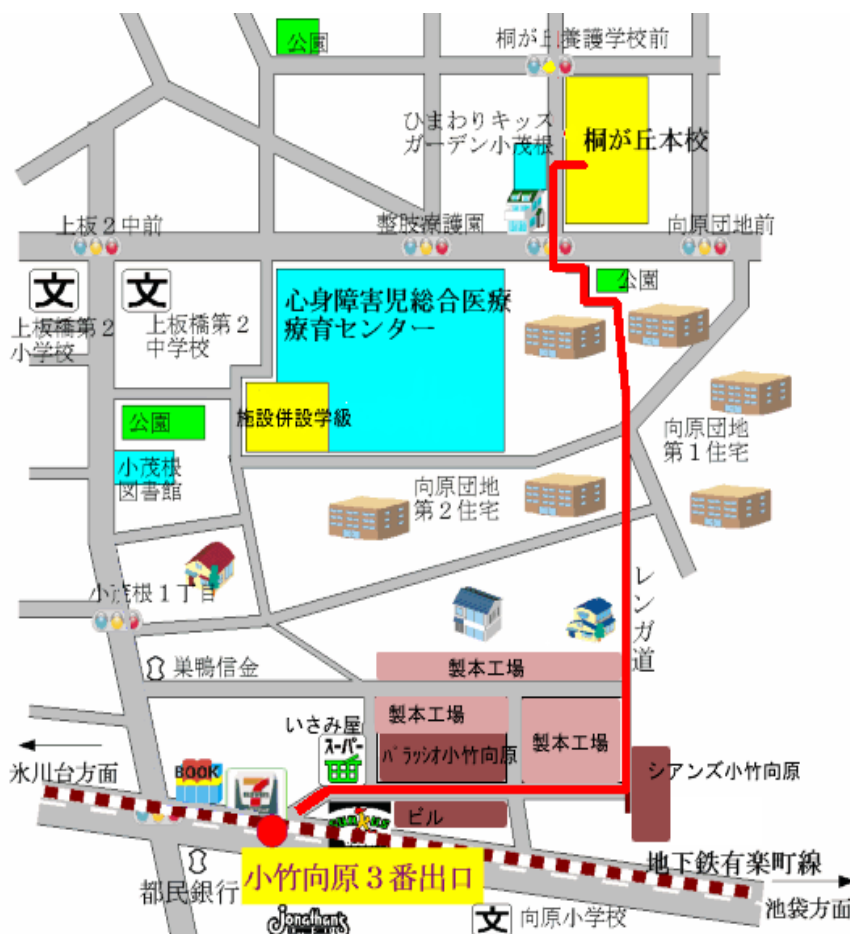 公園
桐が丘養護学校前
ひまわりキッズ
ガーデン小茂根
桐が丘本校
上板2中前
整肢療護園
向原団地前
公園
文
文
上板橋第2
小学校
上板橋第2
中学校
心身障害児総合医療
療育センター
施設併設学級
公園
小茂根
図書館
向原団地
第1住宅
向原団地
第2住宅
レンガ道
小茂根1丁目
巣鴨信金
製本工場
製本工場
いさみ屋
スーパー
パラッシオ小竹向原
製本工場
シアンズ小竹向原
氷川台方面
BOOK
7
ELEVEN
SUNKUS
ビル
地下鉄有楽町線
小竹向原3番出口
都民銀行
池袋方面
Jonathan's
文
向原小学校